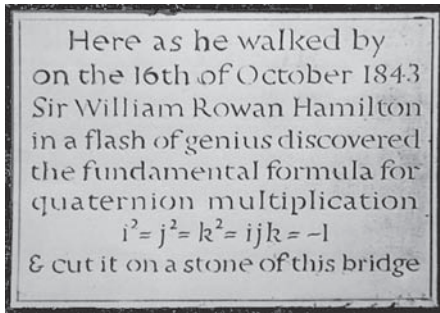 Here as he walked by
on the 16th of October 1843
Sir William Rowan Hamilton
in a flash of genius discovered
the fundamental formula for
quaternion multiplication
i² = j² = k² = ijk = -1
& cut it on a stone of this bridge